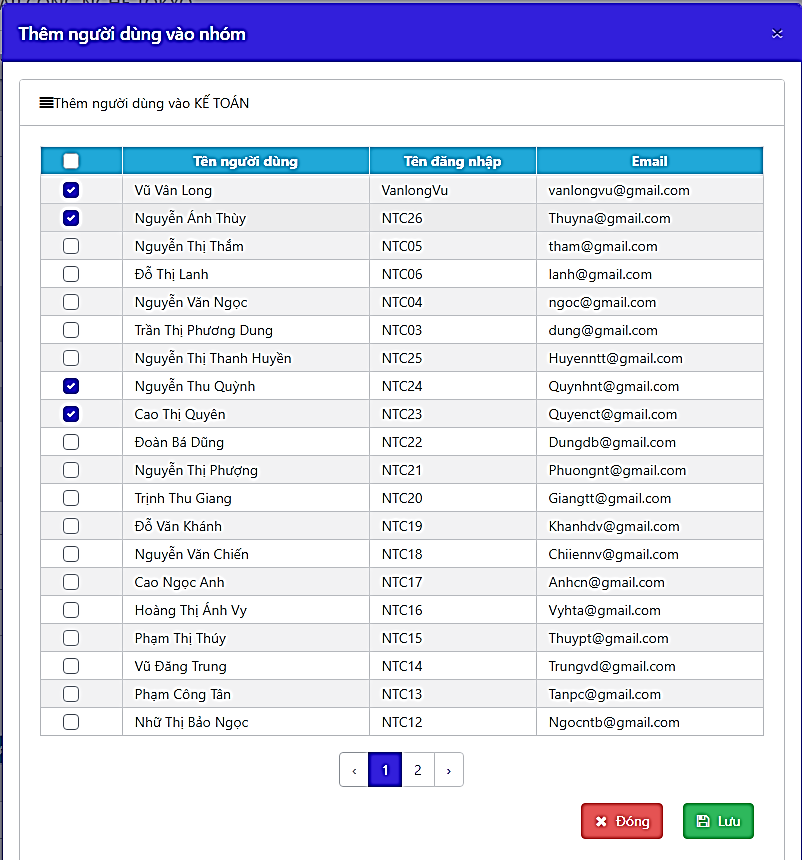 Thêm người dùng vào nhóm
Thêm người dùng vào KẾ TOÁN
Tên người dùng Tên đăng nhập Email
Vũ Vân Long VanlongVu vanlongvu@gmail.com
Nguyễn Ánh Thùy NTC26 Thuyna@gmail.com
Nguyễn Thị Thắm NTC05 tham@gmail.com
Đỗ Thị Lanh NTC06 lanh@gmail.com
Nguyễn Văn Ngọc NTC04 ngoc@gmail.com
Trần Thị Phương Dung NTC03 dung@gmail.com
Nguyễn Thị Thanh Huyền NTC25 Huyenntt@gmail.com
Nguyễn Thu Quỳnh NTC24 Quynhnt@gmail.com
Cao Thị Quyên NTC23 Quyenct@gmail.com
Đoàn Bá Dũng NTC22 Dungdb@gmail.com
Nguyễn Thị Phượng NTC21 Phuongnt@gmail.com
Trịnh Thu Giang NTC20 Giangtt@gmail.com
Đỗ Văn Khánh NTC19 Khanhdv@gmail.com
Nguyễn Văn Chiến NTC18 Chiiennv@gmail.com
Cao Ngọc Anh NTC17 Anhcn@gmail.com
Hoàng Thị Ánh Vy NTC16 Vyhta@gmail.com
Phạm Thị Thúy NTC15 Thuypt@gmail.com
Vũ Đăng Trung NTC14 Trungvd@gmail.com
Phạm Công Tân NTC13 Tanpc@gmail.com
Nhữ Thị Bảo Ngọc NTC12 Ngocntb@gmail.com
‹ 1 2 ›
Đóng Lưu